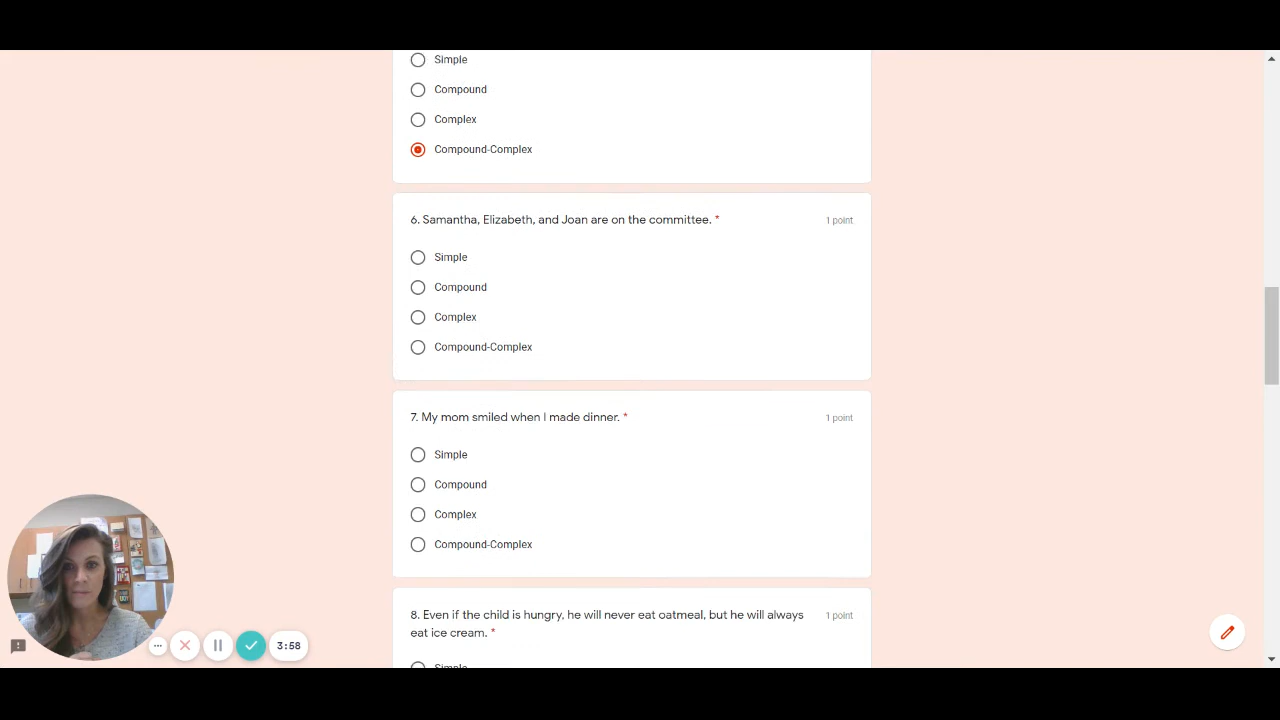 Simple
Compound
Complex
Compound-Complex
6. Samantha, Elizabeth, and Joan are on the committee. *
1 point
Simple
Compound
Complex
Compound-Complex
7. My mom smiled when I made dinner. *
1 point
Simple
Compound
Complex
Compound-Complex
8. Even if the child is hungry, he will never eat oatmeal, but he will always
eat ice cream. *
1 point
Simple
3:58